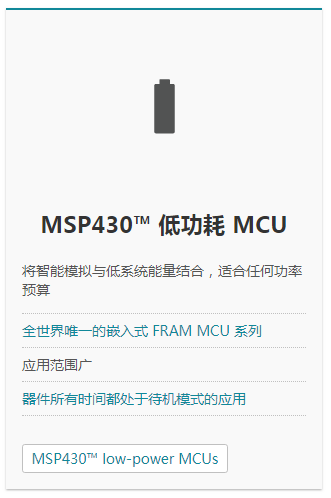 MSP430™ 低功耗 MCU
将智能模拟与低系统能量结合，适合任何功率
预算
全世界唯一的嵌入式 FRAM MCU 系列
应用范围广
器件所有时间都处于待机模式的应用
MSP430™ low-power MCUs